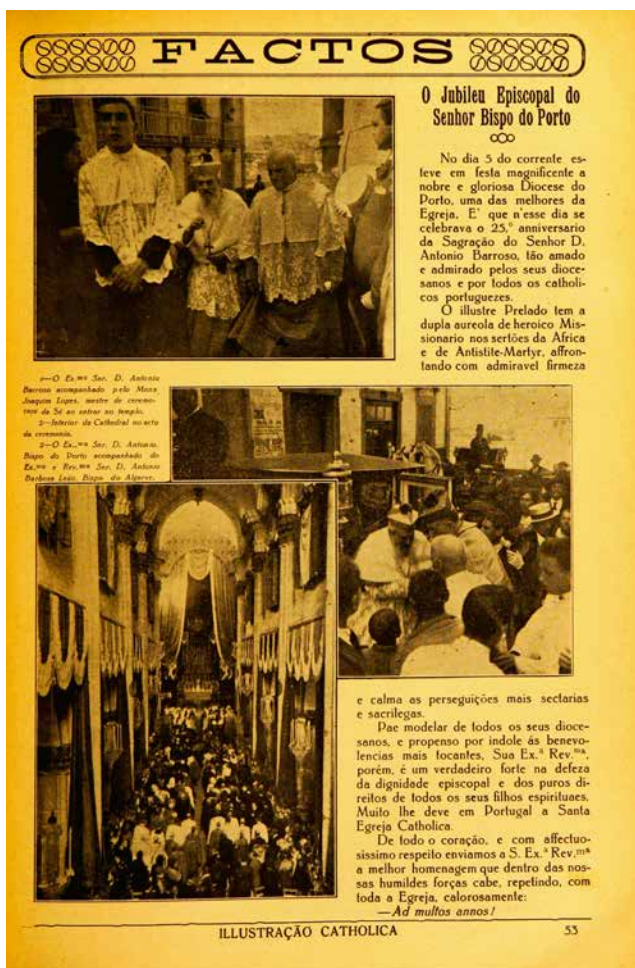 FACTOS
O Jubileu Episcopal do
Senhor Bispo do Porto
No dia 5 do corrente es-
teve em festa magnificente a
nobre e gloriosa Diocese do
Porto, uma das melhores da
Egreja. E' que n'esse dia se
celebrava o 25.º anniversario
da Sagração do Senhor D.
Antonio Barroso, tão amado
e admirado pelos seus dioce-
sanos e por todos os catholi-
cos portuguezes.
O illustre Prelado tem a
dupla aureola de heroico Mis-
sionario nos sertões da Africa
e de Antistite-Martyr, affron-
tando com admiravel firmeza
1—O Ex.mo Snr. D. Antonio
Barroso acompanhado pelo Mons.
Joaquim Lopes, mestre de ceremo-
nias da Sé ao entrar no templo.
2—Interior da Cathedral no acto
da ceremonia.
3—O Ex.mo Snr. D. Antonio,
Bispo do Porto acompanhado do
Ex.mo e Rev.mo Snr. D. Antonio
Barbosa Leão, Bispo do Algarve.
e calma as perseguições mais sectarias
e sacrilegas.
Pae modelar de todos os seus dioce-
sanos, e propenso por indole ás benevo-
lencias mais tocantes, Sua Ex.ª Rev.ma,
porém, é um verdadeiro forte na defeza
da dignidade episcopal e dos puros di-
reitos de todos os seus filhos espirituaes.
Muito lhe deve em Portugal a Santa
Egreja Catholica.
De todo o coração, e com affectuo-
sissimo respeito enviamos a S. Ex.ª Rev.ma
a melhor homenagem que dentro das nos-
sas humildes forças cabe, repetindo, com
toda a Egreja, calorosamente:
—Ad multos annos!
ILLUSTRAÇÃO CATHOLICA
53